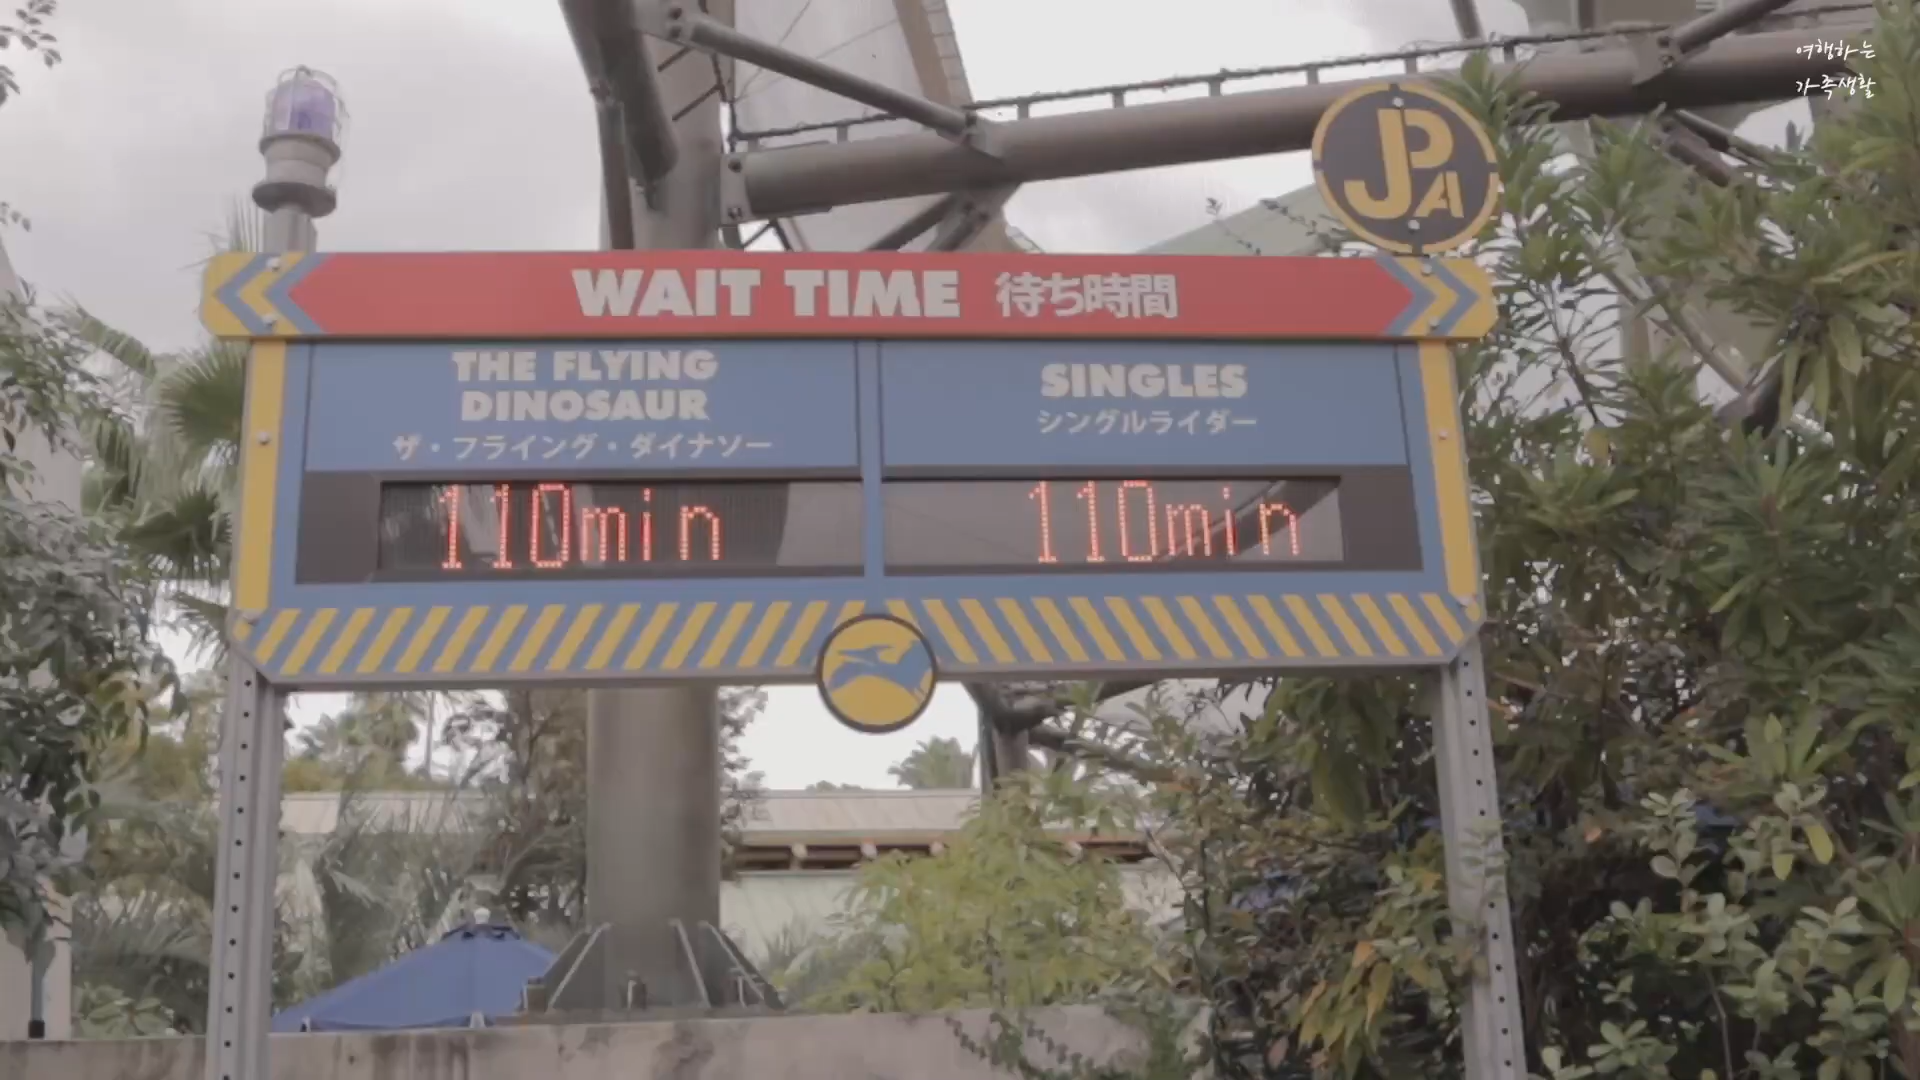 여행하는
가족생활
JPA
WAIT TIME 待ち時間
THE FLYING
DINOSAUR
ザ・フライング・ダイナソー
110min
SINGLES
シングルライダー
110min